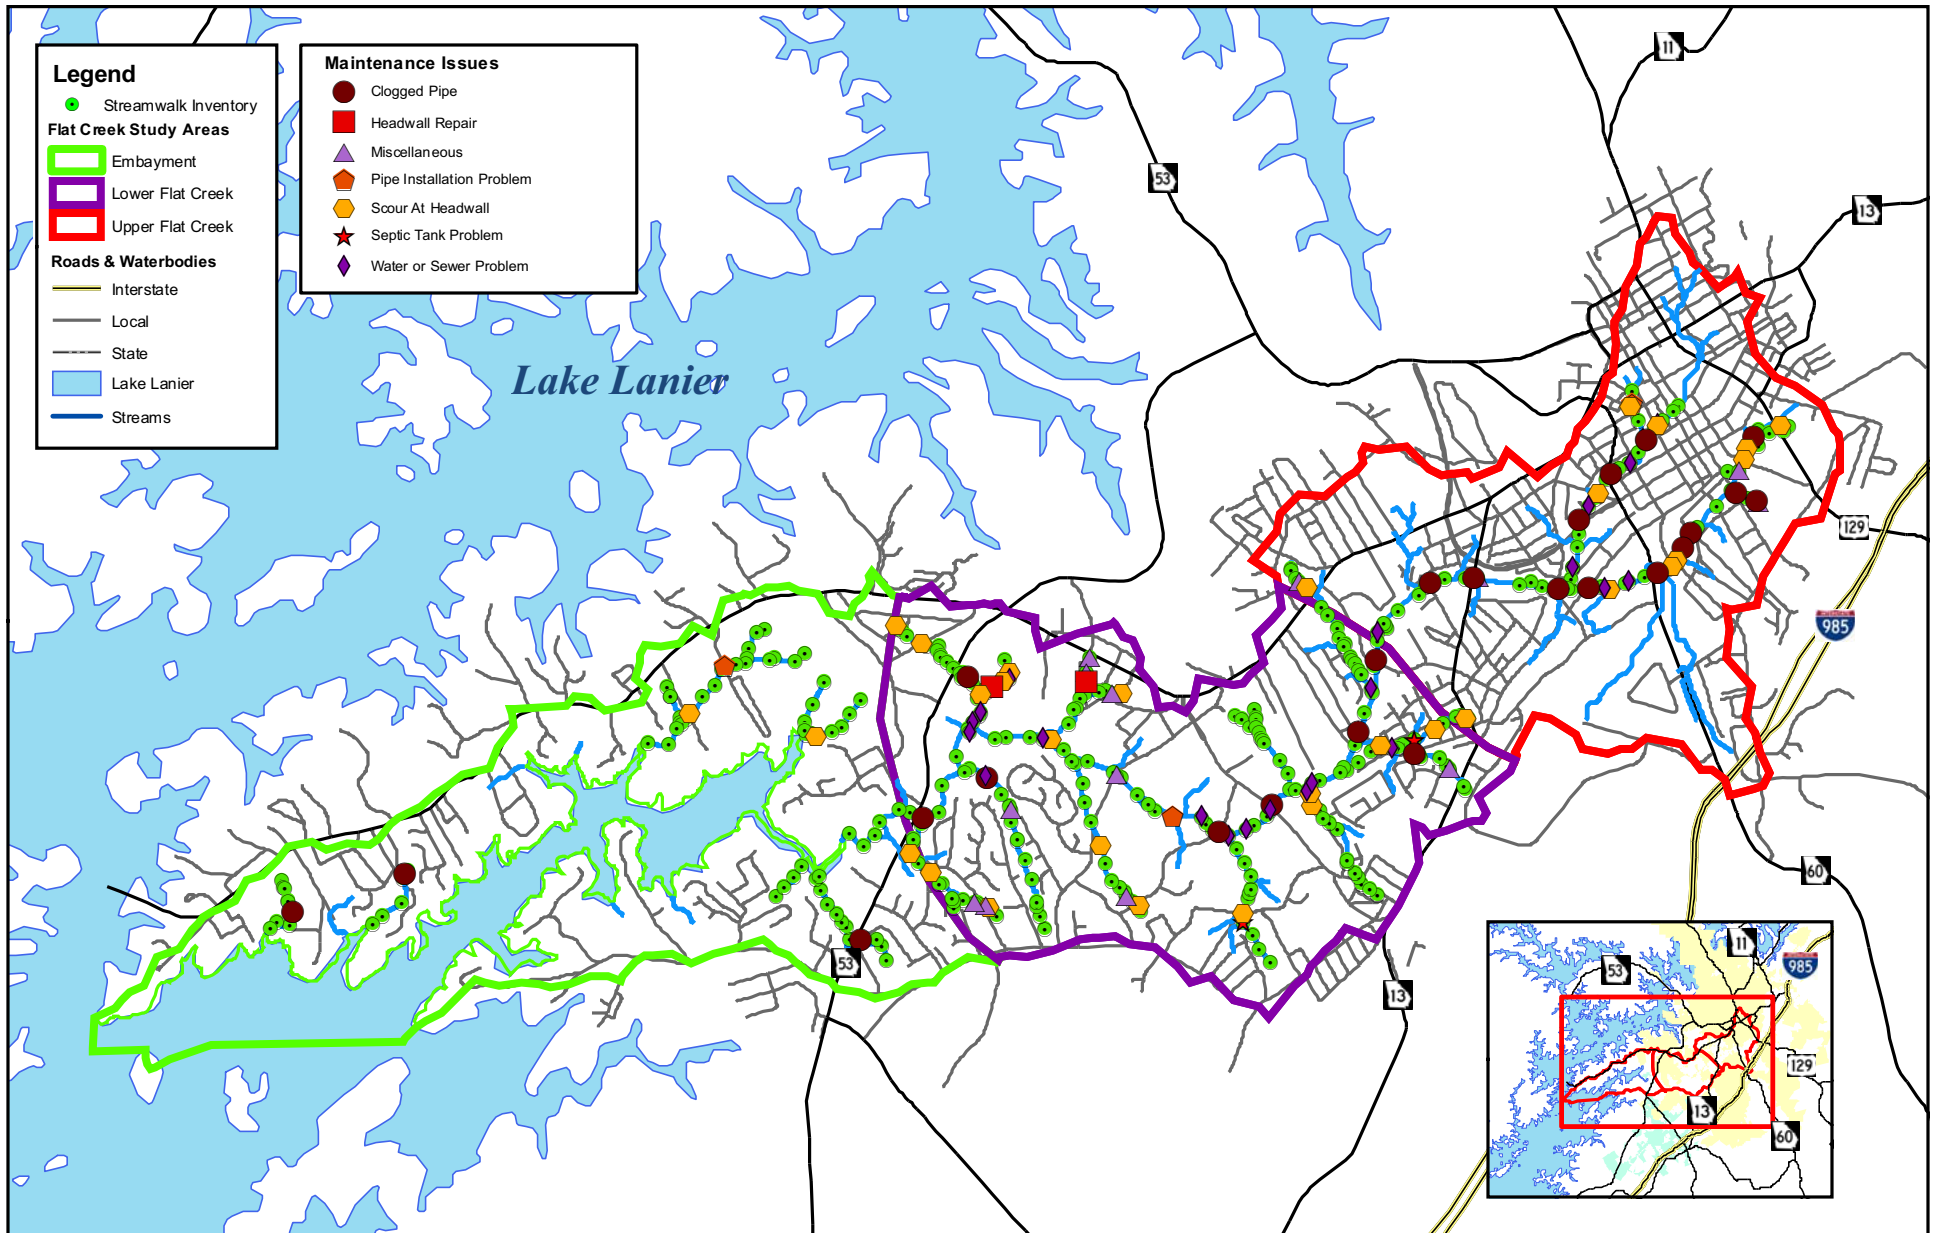 Legend
Streamwalk Inventory
Flat Creek Study Areas
Embayment
Lower Flat Creek
Upper Flat Creek
Roads & Waterbodies
Interstate
Local
State
Lake Lanier
Streams
Maintenance Issues
Clogged Pipe
Headwall Repair
Miscellaneous
Pipe Installation Problem
Scour At Headwall
Septic Tank Problem
Water or Sewer Problem
Lake Lanier
11
53
13
129
985
60
53
13
11
53
985
129
13
60